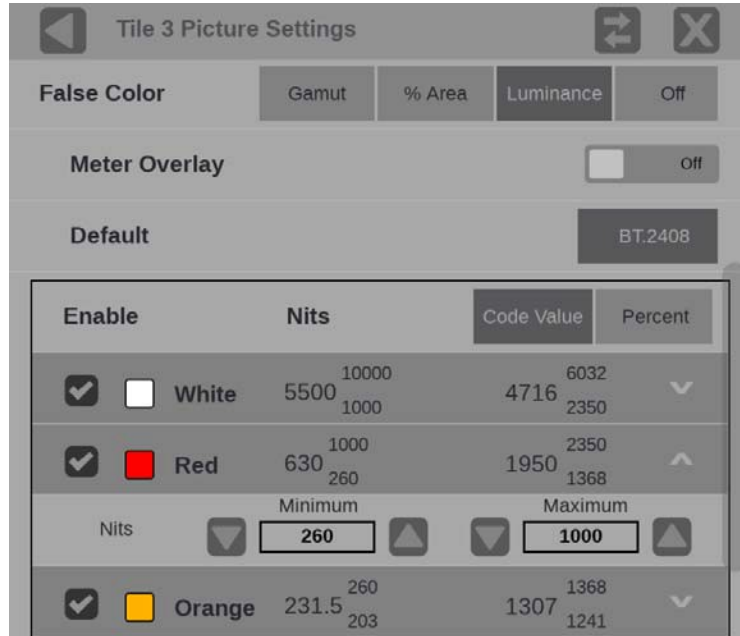 Tile 3 Picture Settings
False Color Gamut % Area Luminance Off
Meter Overlay Off
Default BT.2408
Enable Nits Code Value Percent
White 5500 10000 1000 4716 6032 2350
Red 630 1000 260 1950 2350 1368
Minimum Maximum
Nits 260 1000
Orange 231.5 260 203 1307 1368 1241